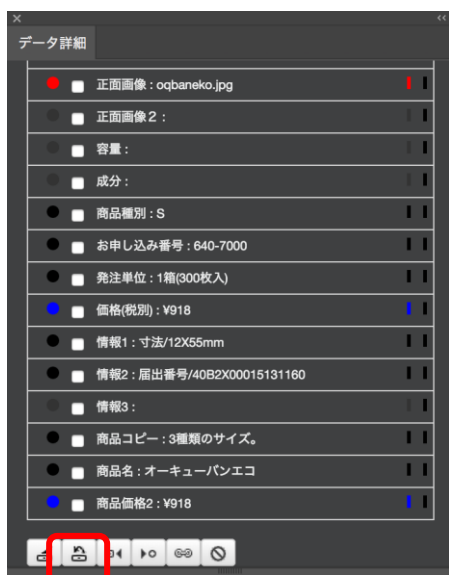 データ詳細
正面画像 : oqbaneko.jpg
正面画像2 :
容量 :
成分 :
商品種別 : S
お申し込み番号 : 640-7000
発注単位 : 1箱(300枚入)
価格(税別) : ¥918
情報1 : 寸法/12X55mm
情報2 : 届出番号/40B2X00015131160
情報3 :
商品コピー : 3種類のサイズ。
商品名 : オーキューバンエコ
商品価格2 : ¥918